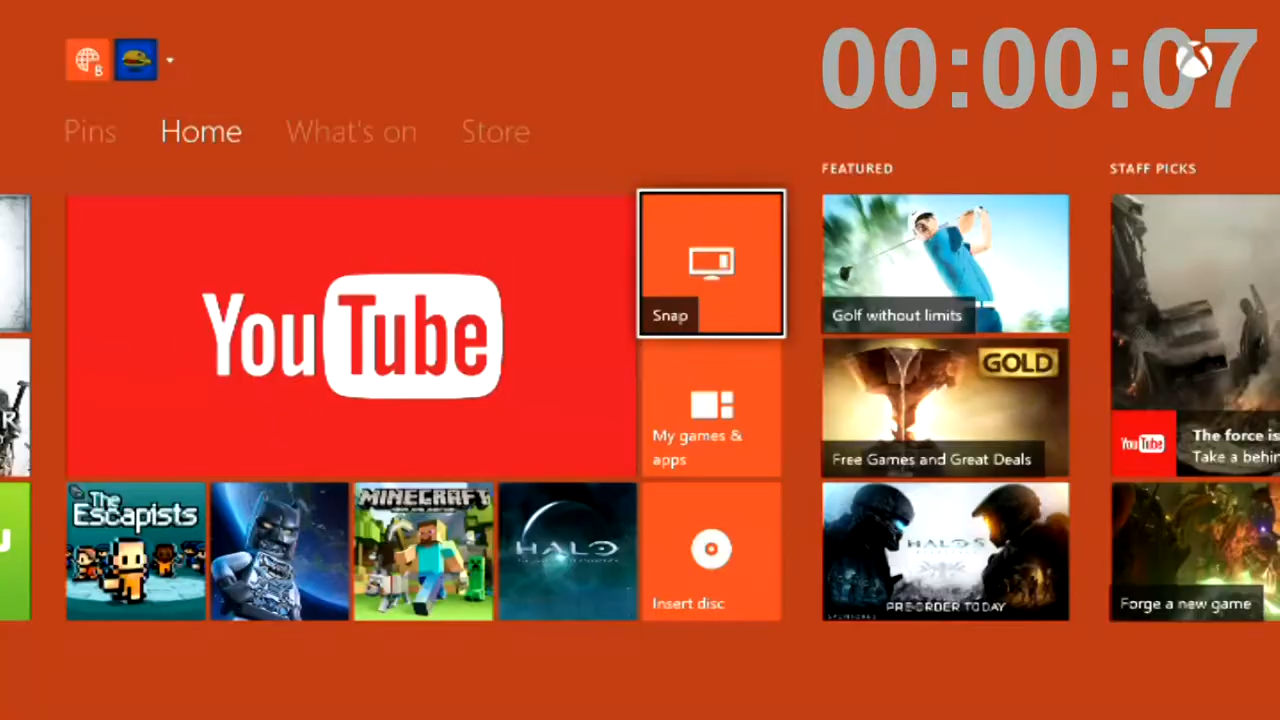 00:00:07
B
Pins Home What's on Store
FEATURED
STAFF PICKS
YouTube
Snap
My games &
apps
Insert disc
The
Escapists
MINECRAFT
HALO
Golf without limits
GOLD
Free Games and Great Deals
HALO 5
PREORDER TODAY
SPONSORED
YouTube
The force is
Take a behin
Forge a new game
R
U